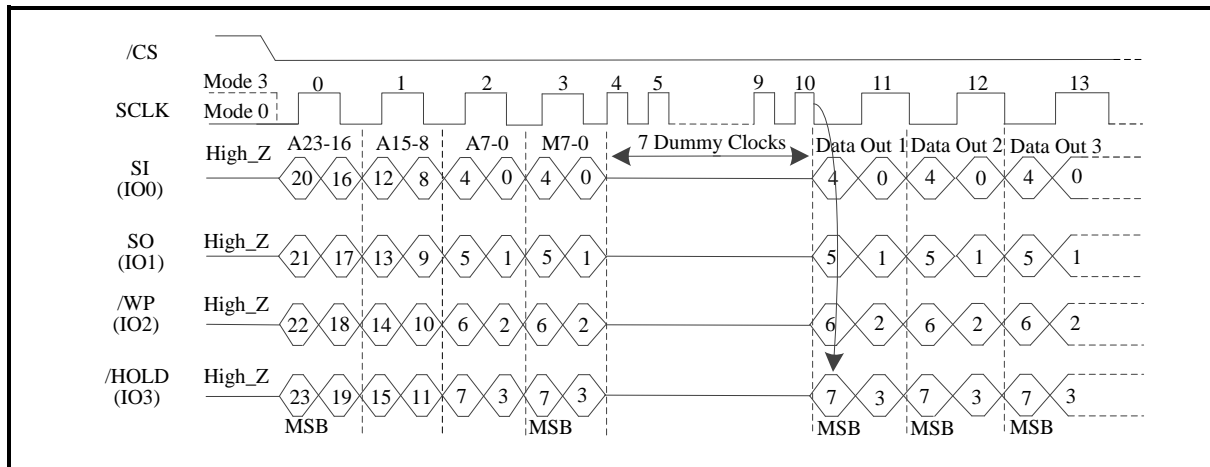 /CS
Mode 3 0 1 2 3 4 5 9 10 11 12 13
SCLK Mode 0
A23-16 A15-8 A7-0 M7-0 7 Dummy Clocks Data Out 1 Data Out 2 Data Out 3
SI (IO0) High_Z 20 16 12 8 4 0 4 0 4 0 4 0 4 0
SO (IO1) High_Z 21 17 13 9 5 1 5 1 5 1 5 1 5 1
/WP (IO2) High_Z 22 18 14 10 6 2 6 2 6 2 6 2 6 2
/HOLD (IO3) High_Z 23 19 15 11 7 3 7 3 7 3 7 3 7 3
MSB MSB MSB MSB MSB